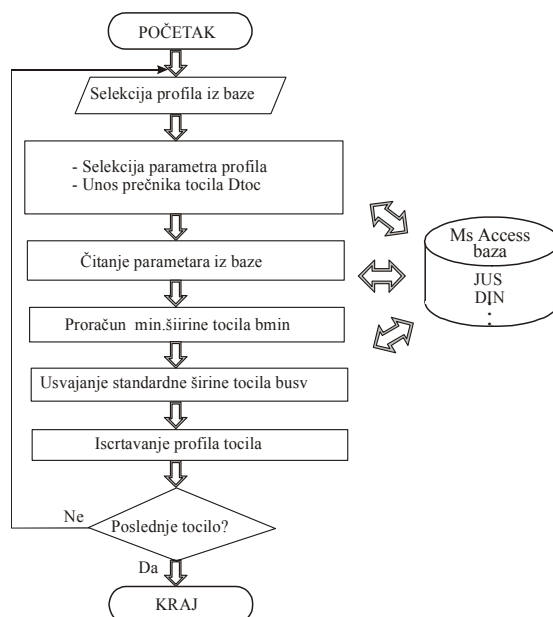 POČETAK
Selekcija profila iz baze
- Selekcija parametra profila
- Unos prečnika tocila Dtoc
Čitanje parametara iz baze
Proračun min.šiirine tocila bmin
Usvajanje standardne širine tocila busv
Iscrtavanje profila tocila
Ne
Poslednje tocilo?
Da
KRAJ
Ms Access
baza
JUS
DIN